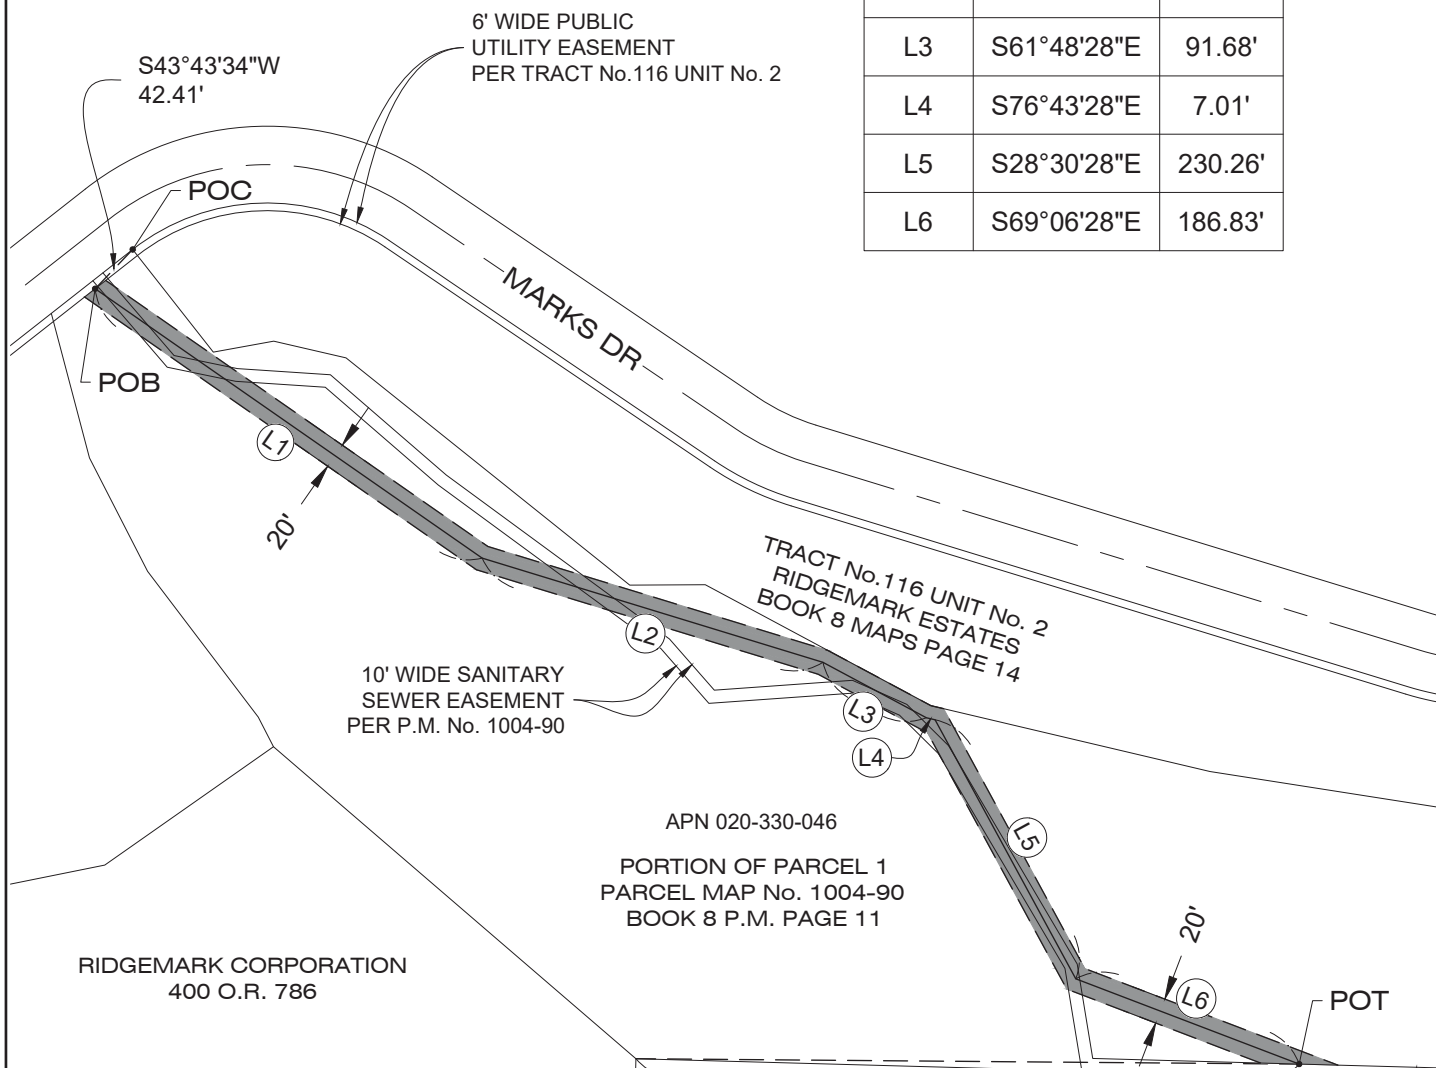 6' WIDE PUBLIC
UTILITY EASEMENT
PER TRACT No.116 UNIT No. 2
S43°43'34"W
42.41'
L3 S61°48'28"E 91.68'
L4 S76°43'28"E 7.01'
L5 S28°30'28"E 230.26'
L6 S69°06'28"E 186.83'
POC
MARKS DR
POB
L1
20'
TRACT No.116 UNIT No. 2
RIDGEMARK ESTATES
BOOK 8 MAPS PAGE 14
L2
10' WIDE SANITARY
SEWER EASEMENT
PER P.M. No. 1004-90
L3
L4
APN 020-330-046
L5
PORTION OF PARCEL 1
PARCEL MAP No. 1004-90
BOOK 8 P.M. PAGE 11
20'
RIDGEMARK CORPORATION
400 O.R. 786
L6
POT